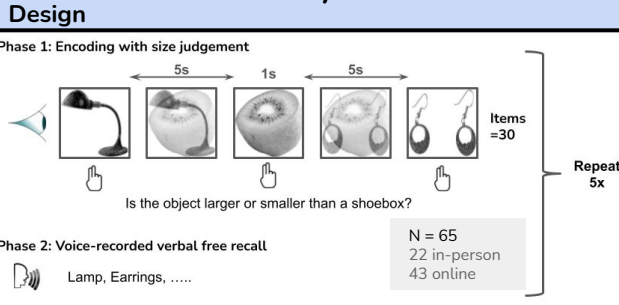 Design
Phase 1: Encoding with size judgement
5s 1s 5s
Items
=30
Repeat
5x
Is the object larger or smaller than a shoebox?
Phase 2: Voice-recorded verbal free recall
Lamp, Earrings, .....
N = 65
22 in-person
43 online